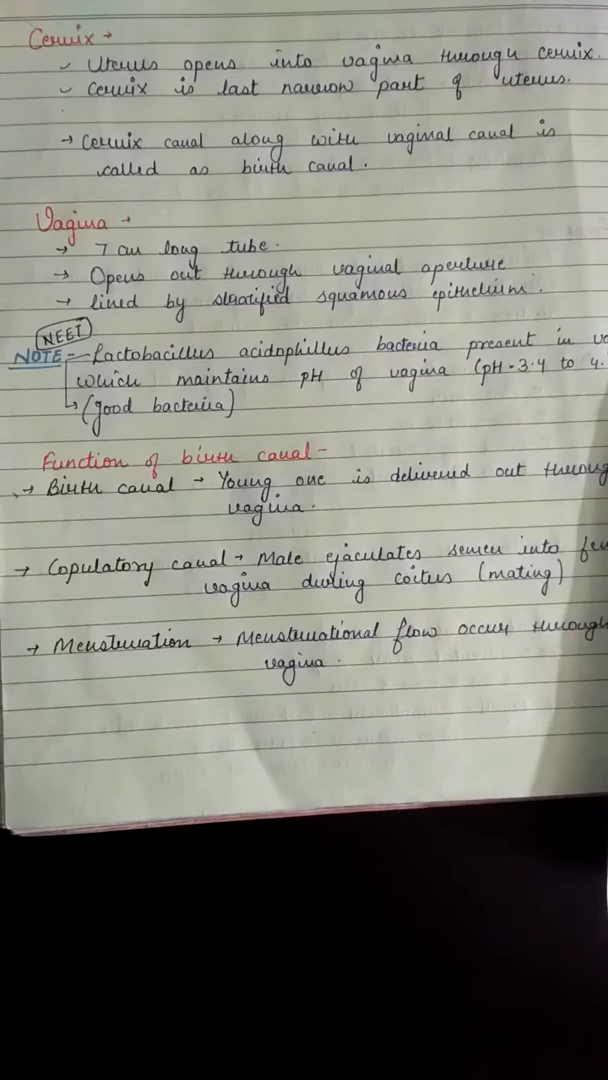 Cervix →
✓ Uterus opens into vagina through cervix.
✓ Cervix is last narrow part of uterus.
→ Cervix canal along with vaginal canal is
called as birth canal.
Vagina →
→ 7 cm long tube.
→ Opens out through vaginal aperture
→ lined by stratified squamous epithelium.
NEET
NOTE:- Lactobacillus acidophillus bacteria present in
which maintains pH of vagina (pH - 3.4 to 4.
↳ (good bacteria)
Function of birth canal -
→ Birth canal → Young one is delivered out throug
vagina.
→ Copulatory canal → Male ejaculates semen into
vagina during coitus (mating)
→ Menstruation → Menstruational flow occurs through
vagina.